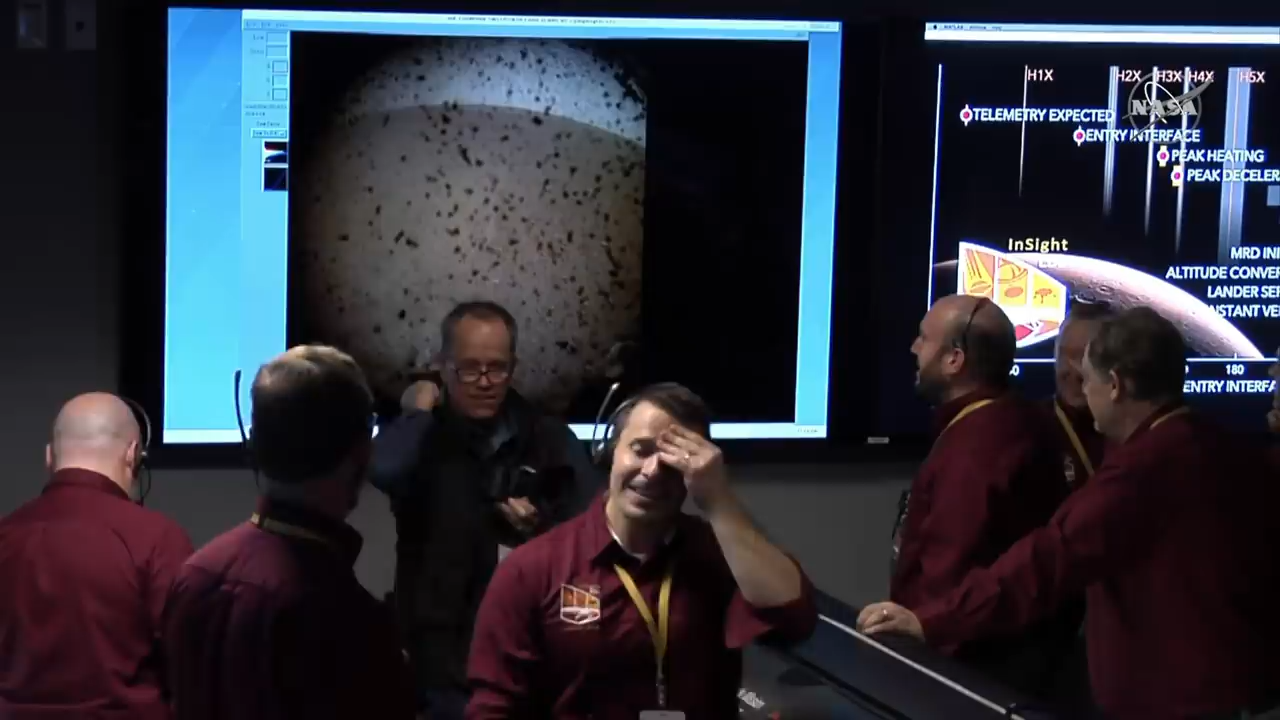 H1X H2X H3X H4X H5X
NASA
TELEMETRY EXPECTED
ENTRY INTERFACE
PEAK HEATING
PEAK DECELER
InSight
MRD INI
ALTITUDE CONVER
LANDER SEP
NSTANT VE
180
ENTRY INTERFA